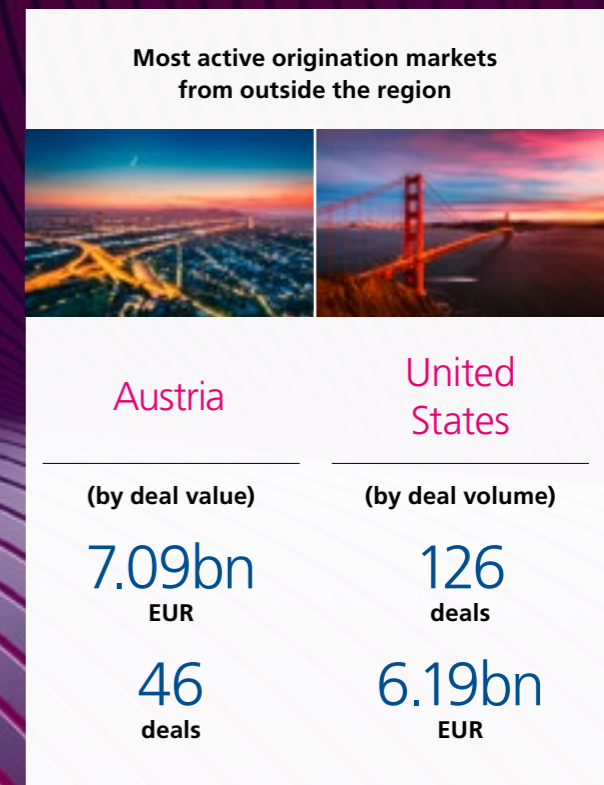 Most active origination markets
from outside the region
Austria
(by deal value)
7.09bn
EUR
46
deals
United
States
(by deal volume)
126
deals
6.19bn
EUR